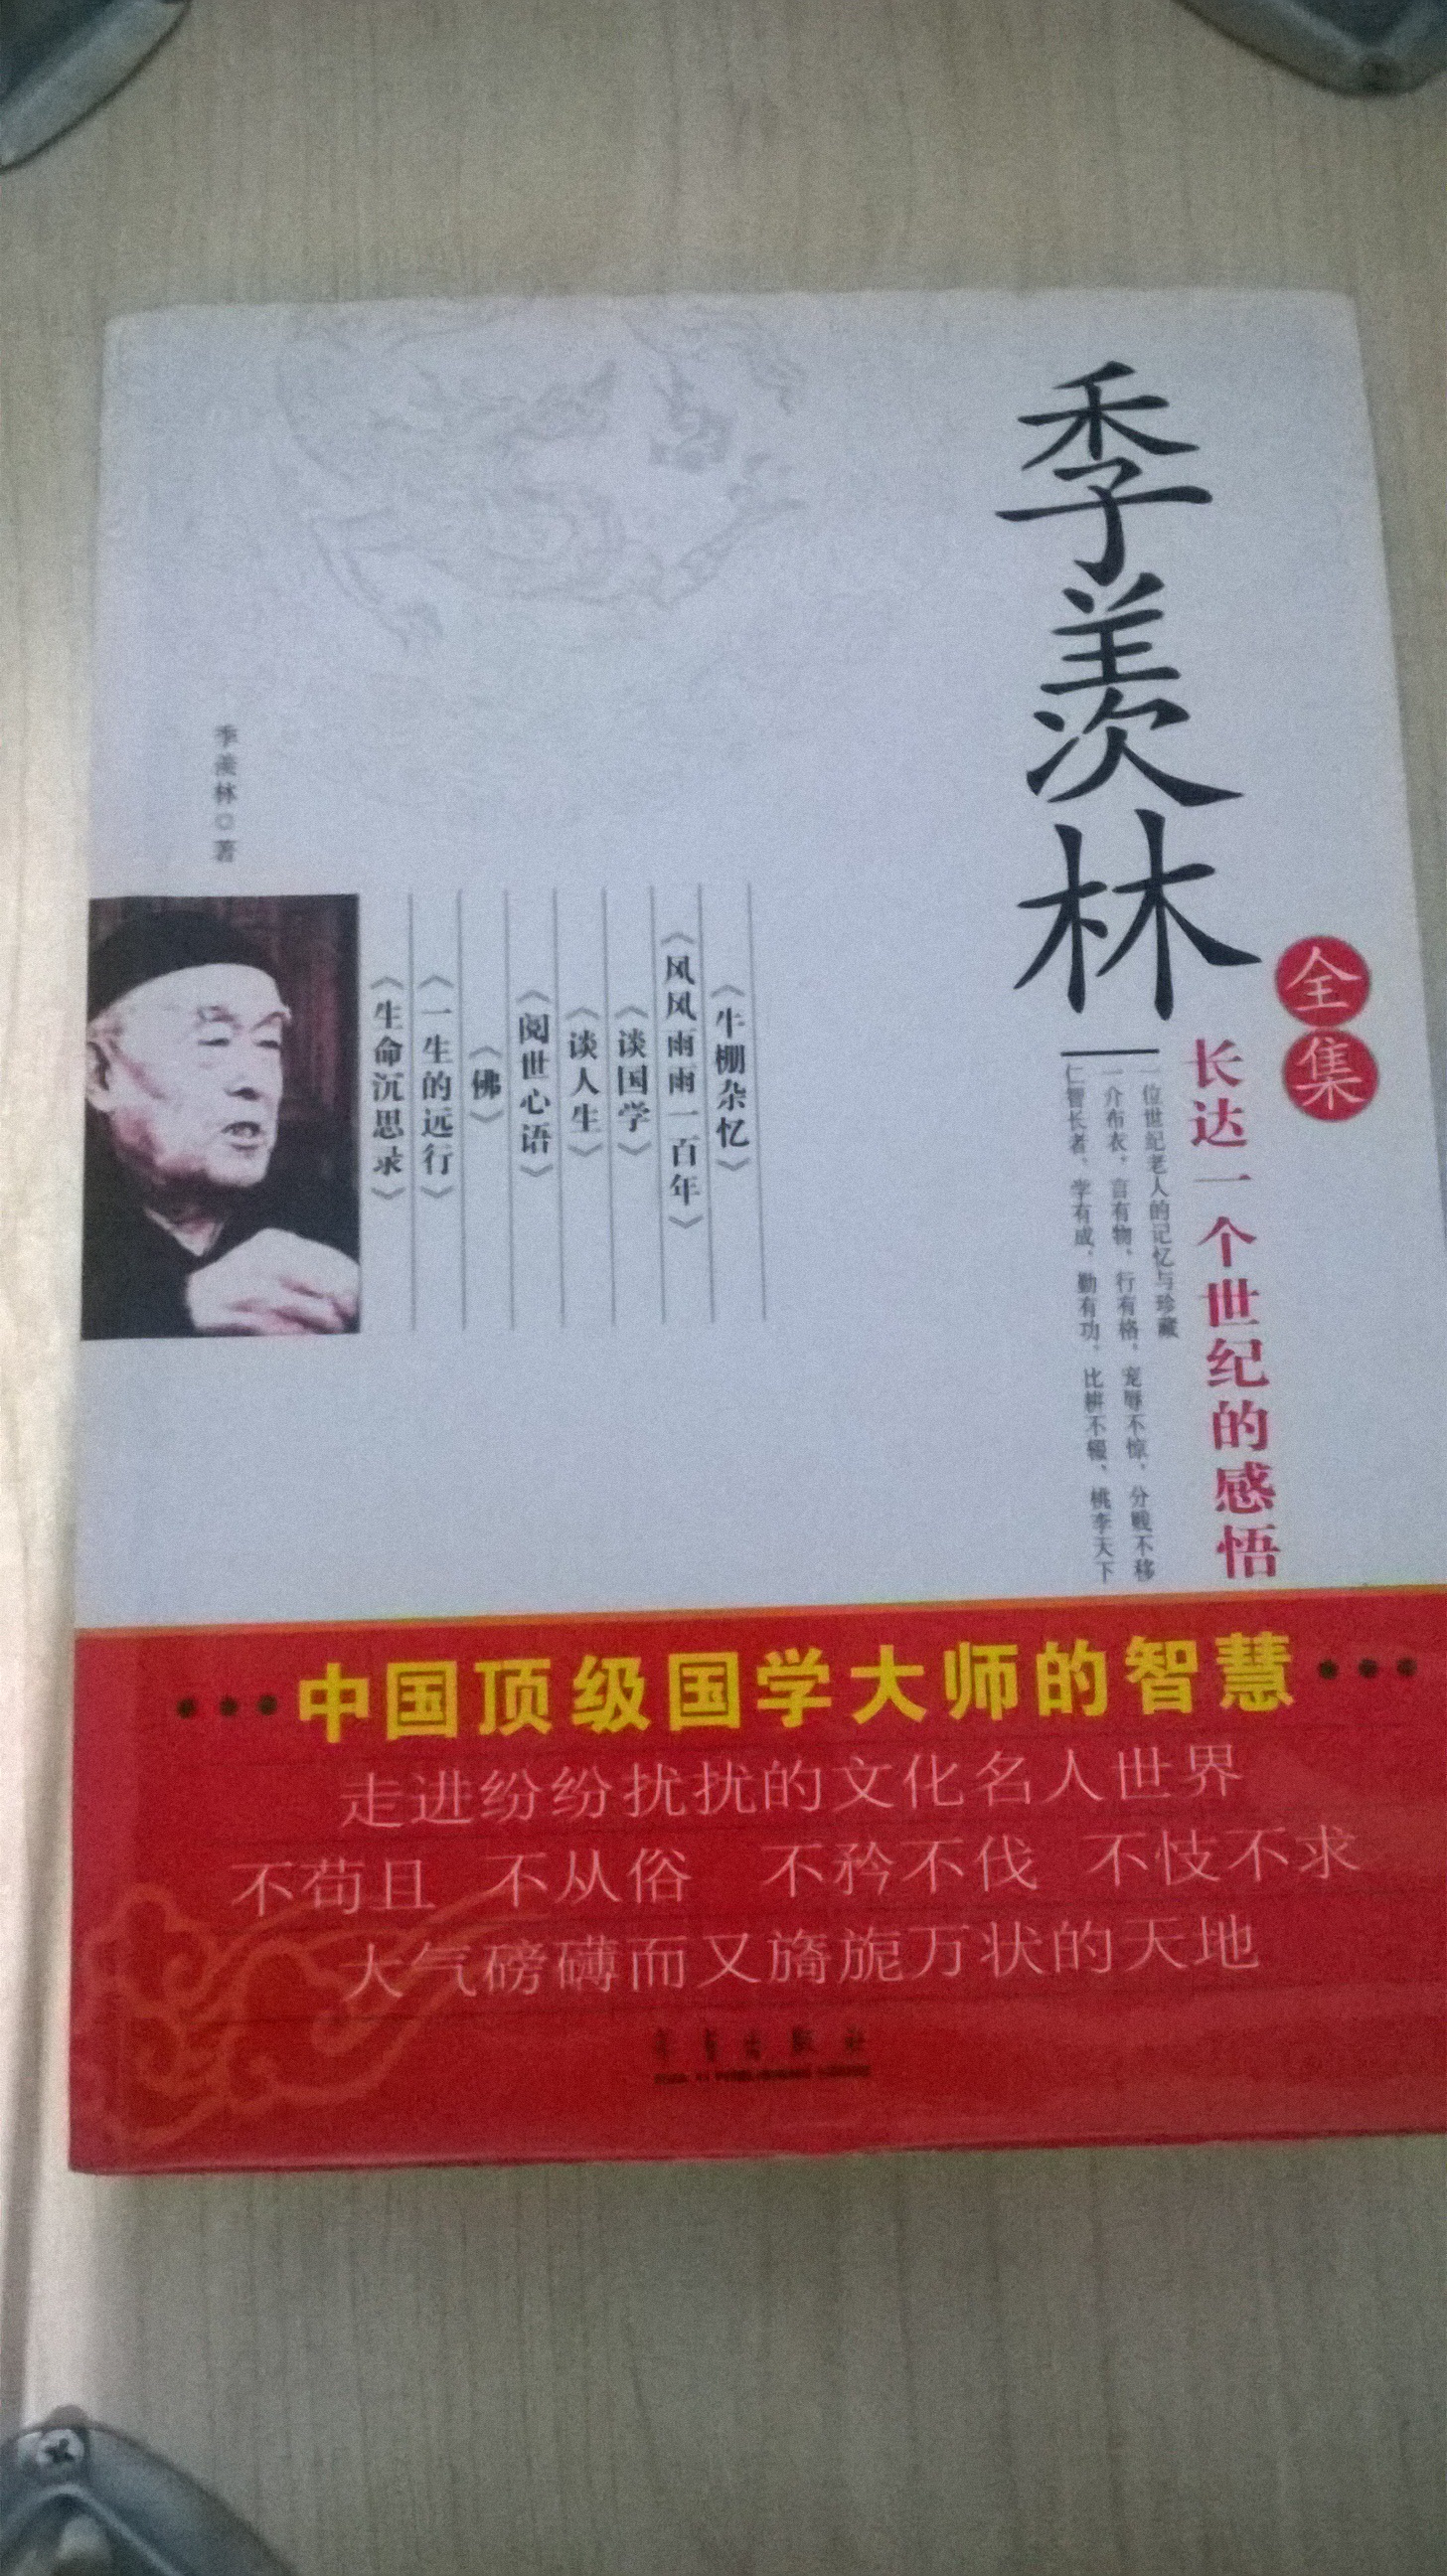 季羡林
全集
长达一个世纪的感悟
一位世纪老人的记忆与珍藏
一介布衣，言有物，行有格，宠辱不惊，分贱不移
仁智长者，学有成，勤有功，比耕不辍，桃李天下
《牛棚杂忆》
《风风雨雨一百年》
《谈国学》
《谈人生》
《阅世心语》
《佛》
《一生的远行》
《生命沉思录》
季羡林◎著
···中国顶级国学大师的智慧···
走进纷纷扰扰的文化名人世界
不苟且 不从俗 不矜不伐 不忮不求
大气磅礴而又旖旎万状的天地
出版社